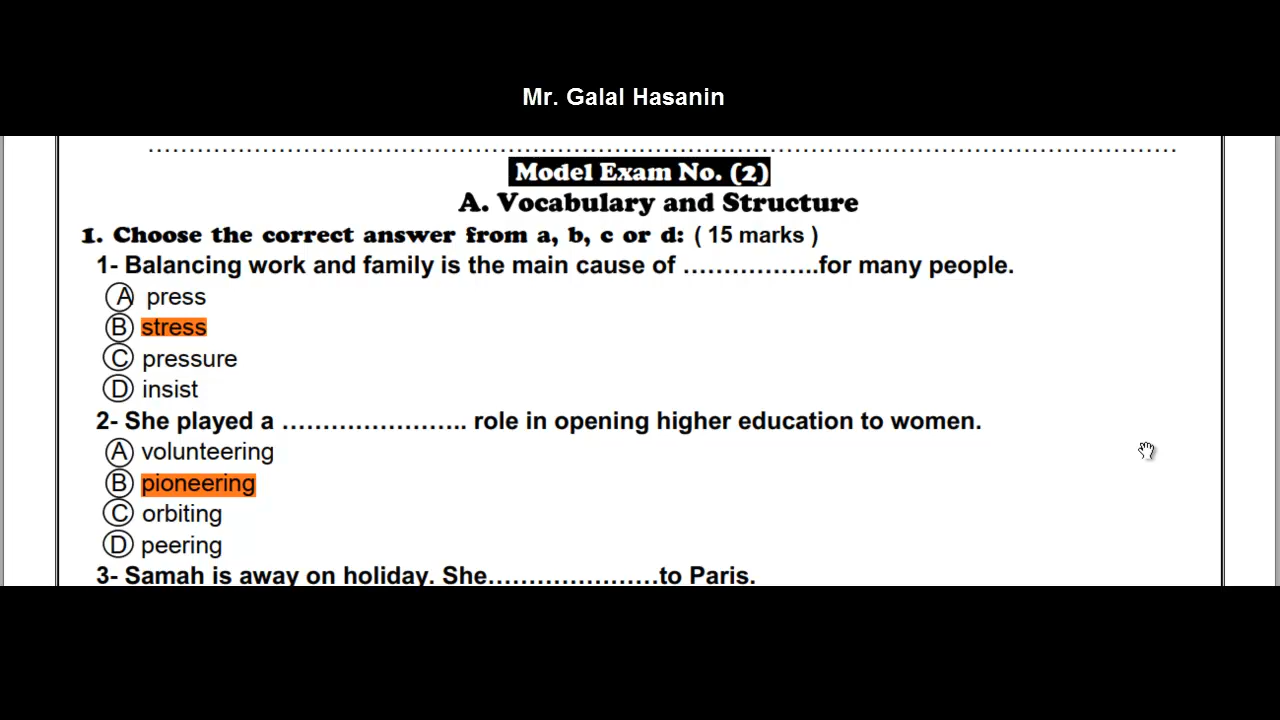 Mr. Galal Hasanin
................................................................................................................................
Model Exam No. (2)
A. Vocabulary and Structure
1. Choose the correct answer from a, b, c or d: ( 15 marks )
1- Balancing work and family is the main cause of ……………..for many people.
A press
B stress
C pressure
D insist
2- She played a ………………….. role in opening higher education to women.
A volunteering
B pioneering
C orbiting
D peering
3- Samah is away on holiday. She…………………to Paris.